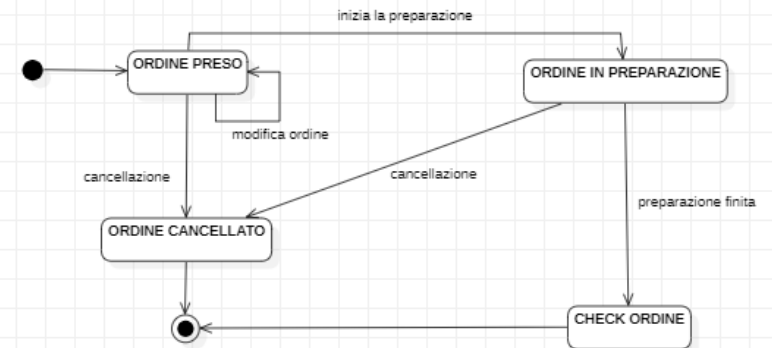 inizia la preparazione
ORDINE PRESO
ORDINE IN PREPARAZIONE
modifica ordine
cancellazione
cancellazione
preparazione finita
ORDINE CANCELLATO
CHECK ORDINE